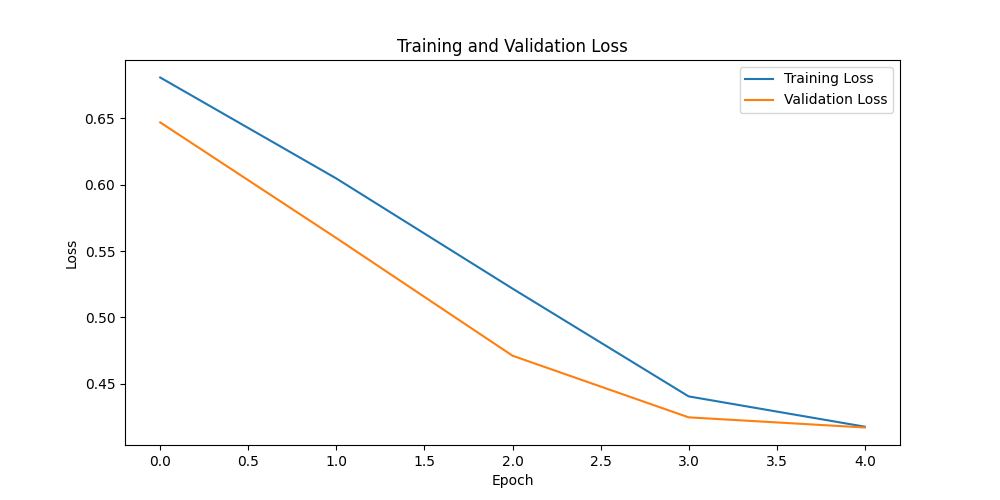 Training and Validation Loss
Training Loss
Validation Loss
Loss
0.65
0.60
0.55
0.50
0.45
0.0 0.5 1.0 1.5 2.0 2.5 3.0 3.5 4.0
Epoch